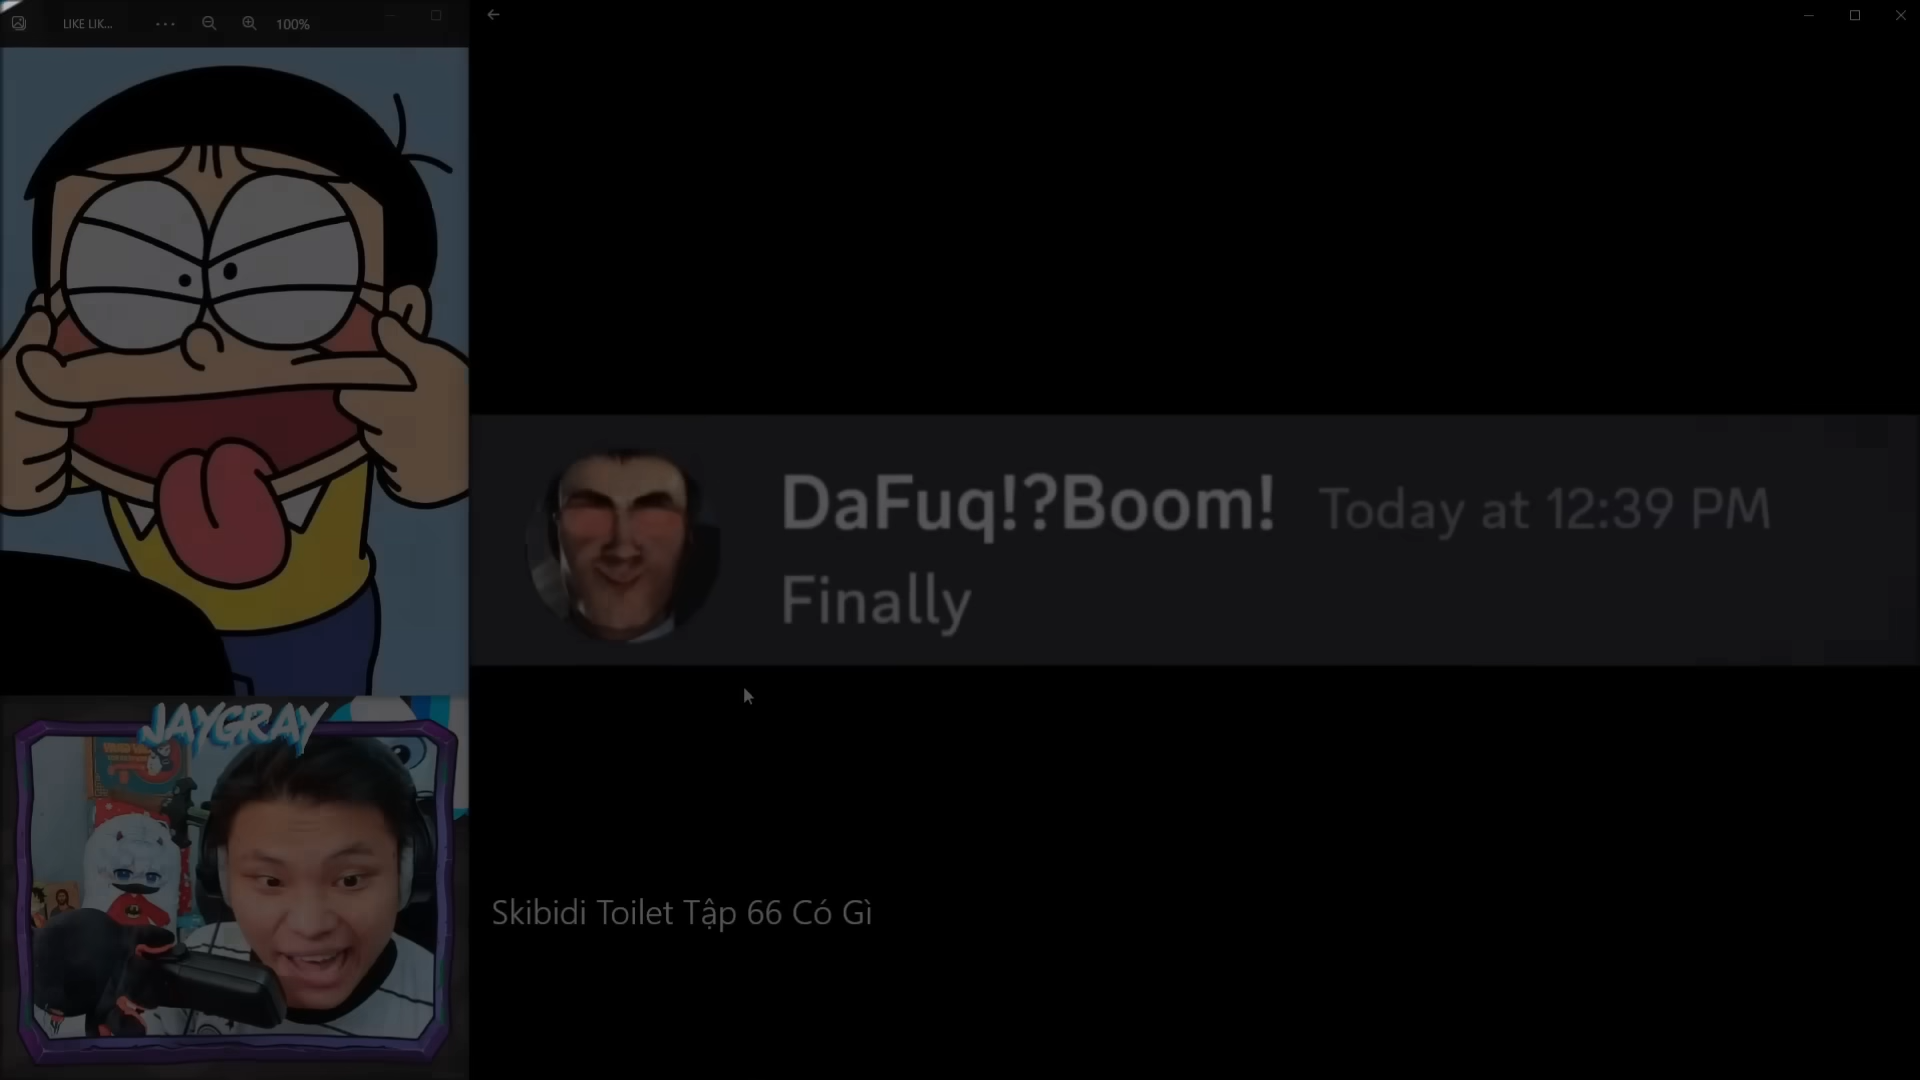 LIKE LIK...
100%
DaFuq!?Boom! Today at 12:39 PM
Finally
JAYGRAY
Skibidi Toilet Tập 66 Có Gì